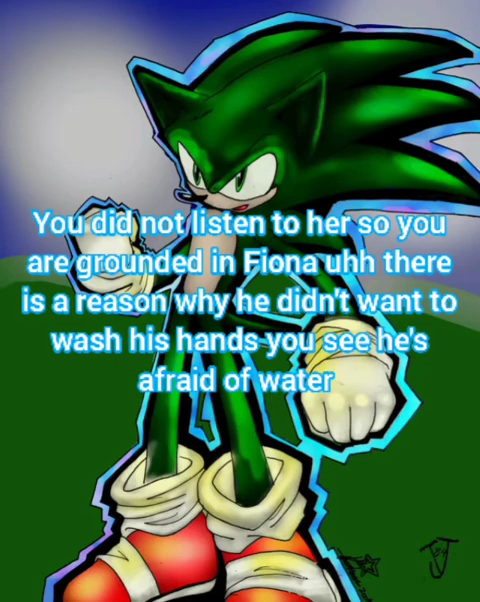 You did not listen to her so you
are grounded in Fiona uhh there
is a reason why he didn't want to
wash his hands you see he's
afraid of water